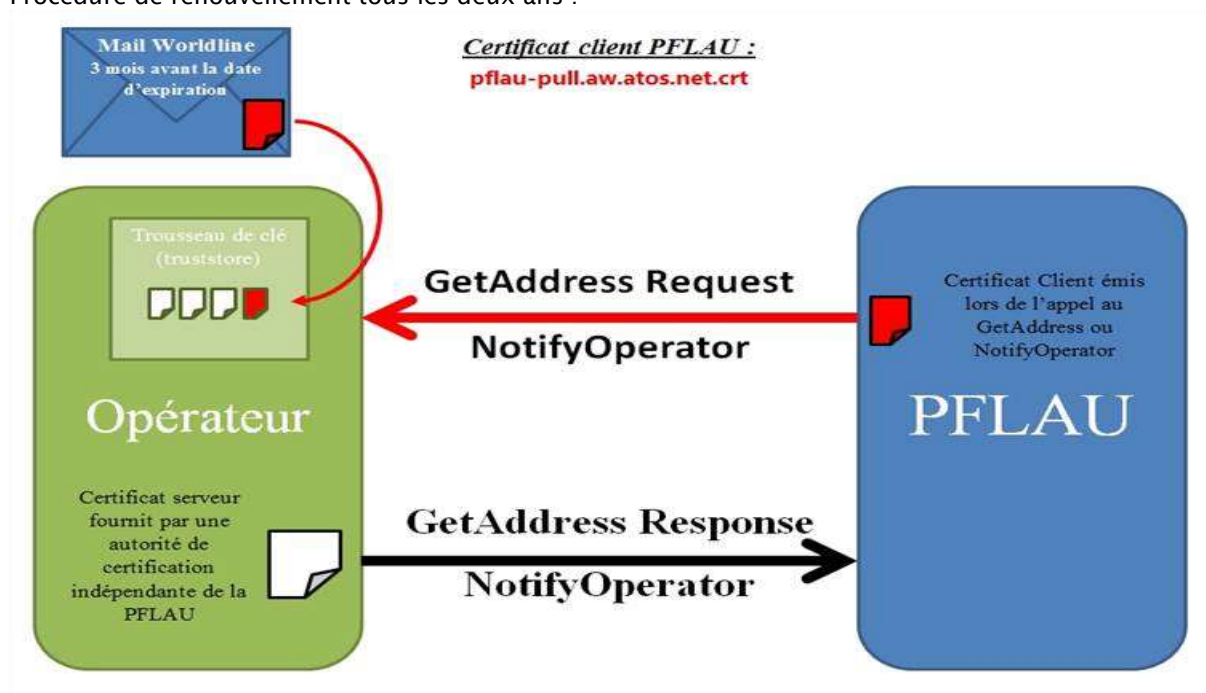 Procédure de renouvellement tous les deux ans :
Mail Worldline
3 mois avant la date
d'expiration
Certificat client PFLAU :
pflau-pull.aw.atos.net.crt
Trousseau de clé
(truststore)
GetAddress Request
NotifyOperator
Certificat Client émis
lors de l'appel au
GetAddress ou
NotifyOperator
Opérateur
PFLAU
Certificat serveur
fournit par une
autorité de
certification
indépendante de la
PFLAU
GetAddress Response
NotifyOperator